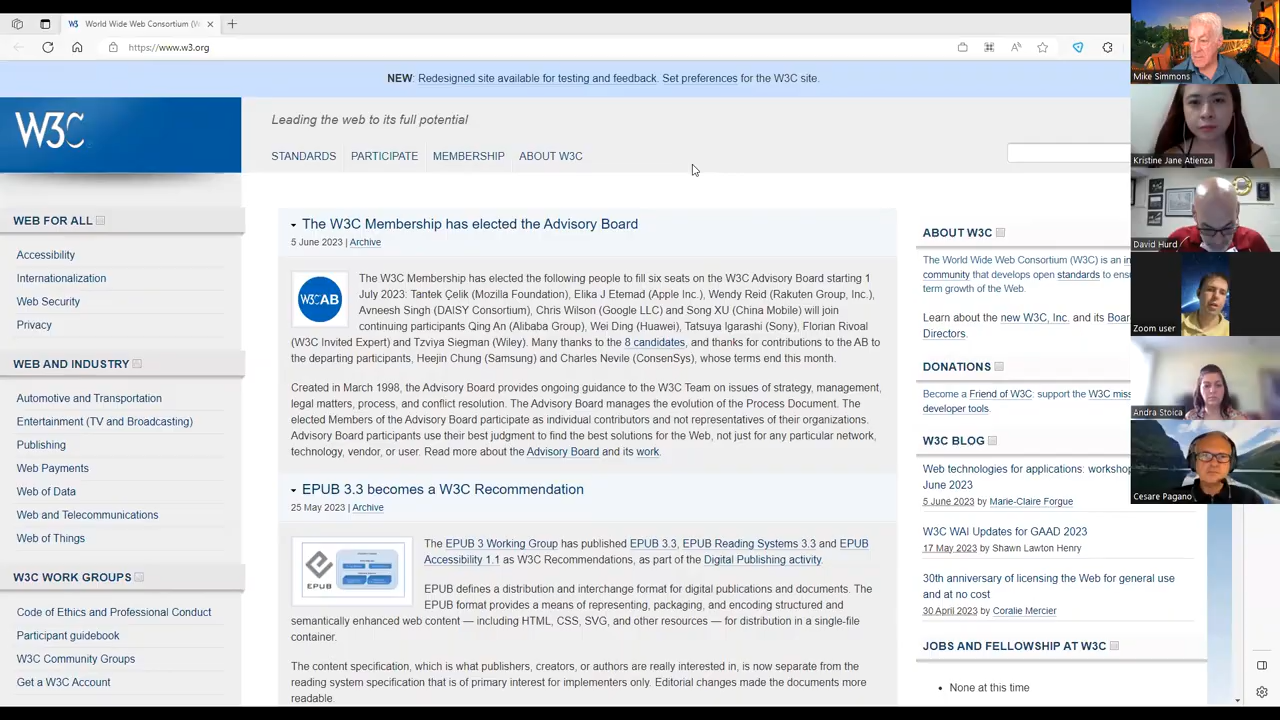 World Wide Web Consortium (W
https://www.w3.org
NEW: Redesigned site available for testing and feedback. Set preferences for the W3C site.
W3C
Leading the web to its full potential
STANDARDS PARTICIPATE MEMBERSHIP ABOUT W3C
WEB FOR ALL
Accessibility
Internationalization
Web Security
Privacy
WEB AND INDUSTRY
Automotive and Transportation
Entertainment (TV and Broadcasting)
Publishing
Web Payments
Web of Data
Web and Telecommunications
Web of Things
W3C WORK GROUPS
Code of Ethics and Professional Conduct
Participant guidebook
W3C Community Groups
Get a W3C Account
The W3C Membership has elected the Advisory Board
5 June 2023 | Archive
W3C AB
The W3C Membership has elected the following people to fill six seats on the W3C Advisory Board starting 1
July 2023: Tantek Çelik (Mozilla Foundation), Elika J Etemad (Apple Inc.), Wendy Reid (Rakuten Group, Inc.),
Avneesh Singh (DAISY Consortium), Chris Wilson (Google LLC) and Song XU (China Mobile) will join
continuing participants Qing An (Alibaba Group), Wei Ding (Huawei), Tatsuya Igarashi (Sony), Florian Rivoal
(W3C Invited Expert) and Tzviya Siegman (Wiley). Many thanks to the 8 candidates, and thanks for contributions to the AB to
the departing participants, Heejin Chung (Samsung) and Charles Nevile (ConsenSys), whose terms end this month.
Created in March 1998, the Advisory Board provides ongoing guidance to the W3C Team on issues of strategy, management,
legal matters, process, and conflict resolution. The Advisory Board manages the evolution of the Process Document. The
elected Members of the Advisory Board participate as individual contributors and not representatives of their organizations.
Advisory Board participants use their best judgment to find the best solutions for the Web, not just for any particular network,
technology, vendor, or user. Read more about the Advisory Board and its work.
EPUB 3.3 becomes a W3C Recommendation
25 May 2023 | Archive
EPUB
The EPUB 3 Working Group has published EPUB 3.3, EPUB Reading Systems 3.3 and EPUB
Accessibility 1.1 as W3C Recommendations, as part of the Digital Publishing activity.
EPUB defines a distribution and interchange format for digital publications and documents. The
EPUB format provides a means of representing, packaging, and encoding structured and
semantically enhanced web content — including HTML, CSS, SVG, and other resources — for distribution in a single-file
container.
The content specification, which is what publishers, creators, or authors are really interested in, is now separate from the
reading system specification that is of primary interest for implementers only. Editorial changes made the documents more
readable.
ABOUT W3C
The World Wide Web Consortium (W3C) is an in
community that develops open standards to ensu
term growth of the Web.
Learn about the new W3C, Inc. and its Boar
Directors.
DONATIONS
Become a Friend of W3C: support the W3C miss
developer tools.
W3C BLOG
Web technologies for applications: workshop
June 2023
5 June 2023 by Marie-Claire Forgue
W3C WAI Updates for GAAD 2023
17 May 2023 by Shawn Lawton Henry
30th anniversary of licensing the Web for general use
and at no cost
30 April 2023 by Coralie Mercier
JOBS AND FELLOWSHIP AT W3C
None at this time
Mike Simmons
Kristine Jane Atienza
David Hurd
Zoom user
Andra Stoica
Cesare Pagano